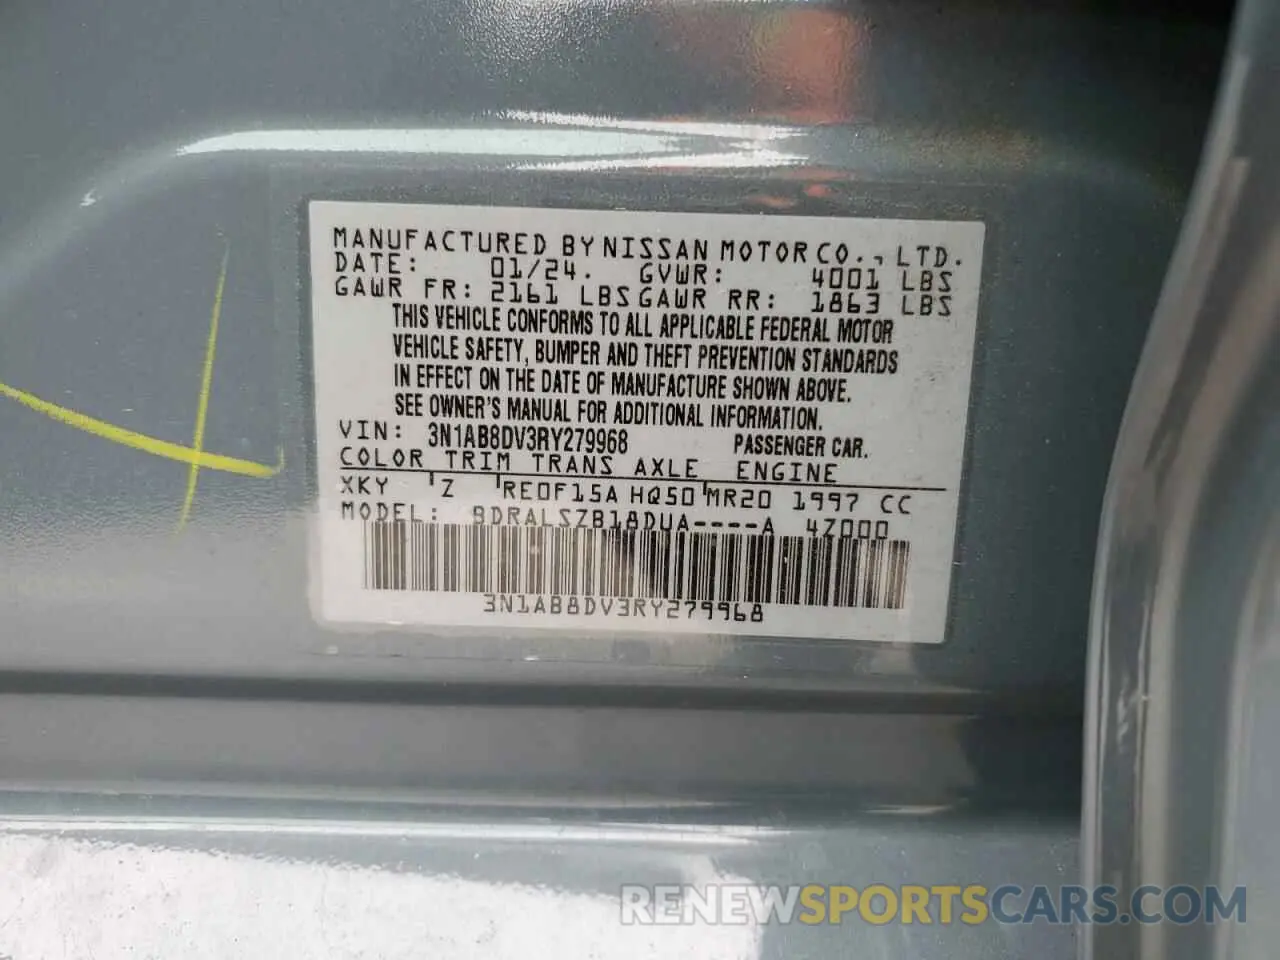 MANUFACTURED BY NISSAN MOTOR CO., LTD.
DATE: 01/24. GVWR: 4001 LBS
GAWR FR: 2161 LBS GAWR RR: 1863 LBS
THIS VEHICLE CONFORMS TO ALL APPLICABLE FEDERAL MOTOR
VEHICLE SAFETY, BUMPER AND THEFT PREVENTION STANDARDS
IN EFFECT ON THE DATE OF MANUFACTURE SHOWN ABOVE.
SEE OWNER'S MANUAL FOR ADDITIONAL INFORMATION.
VIN: 3N1AB8DV3RY279968 PASSENGER CAR.
COLOR TRIM TRANS AXLE ENGINE
XKY 'Z 'RE0F15A HQ50'MR20 1997 CC
MODEL: BDRALSZB18DUA----A 4Z000
3N1AB8DV3RY279968
RENEWSPORTSCARS.COM